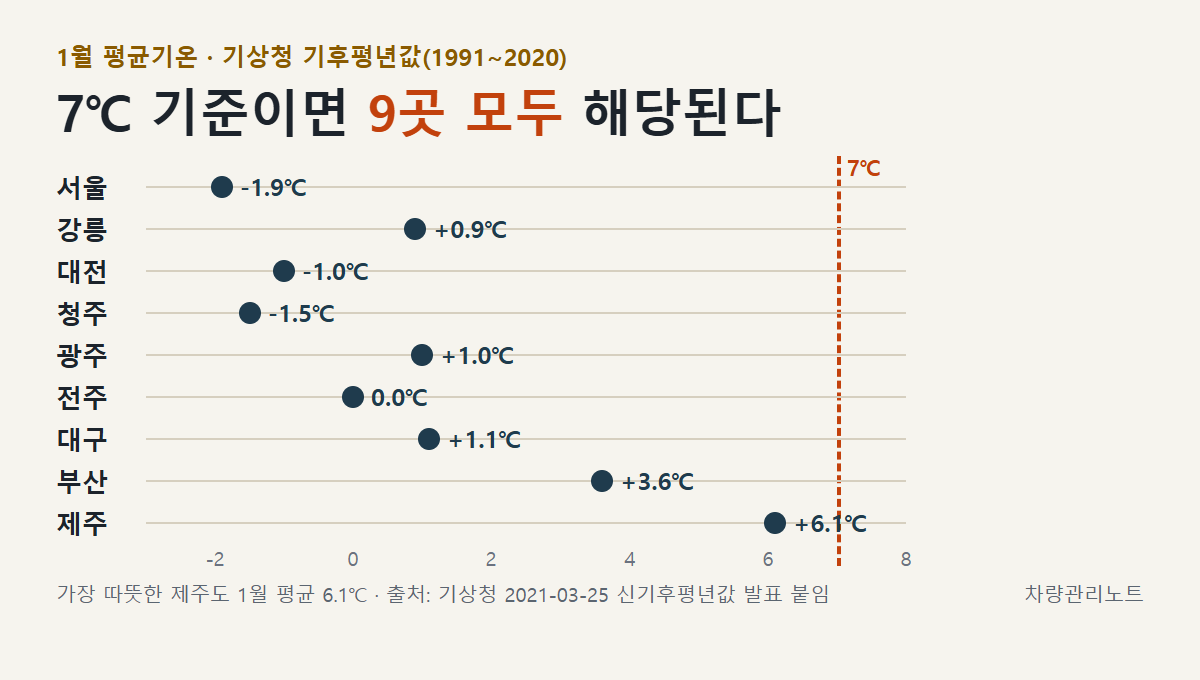 1월 평균기온 · 기상청 기후평년값(1991~2020)
7℃ 기준이면 9곳 모두 해당된다
7℃
서울 -1.9℃
강릉 +0.9℃
대전 -1.0℃
청주 -1.5℃
광주 +1.0℃
전주 0.0℃
대구 +1.1℃
부산 +3.6℃
제주 +6.1℃
-2 0 2 4 6 8
가장 따뜻한 제주도 1월 평균 6.1℃ · 출처: 기상청 2021-03-25 신기후평년값 발표 붙임
차량관리노트